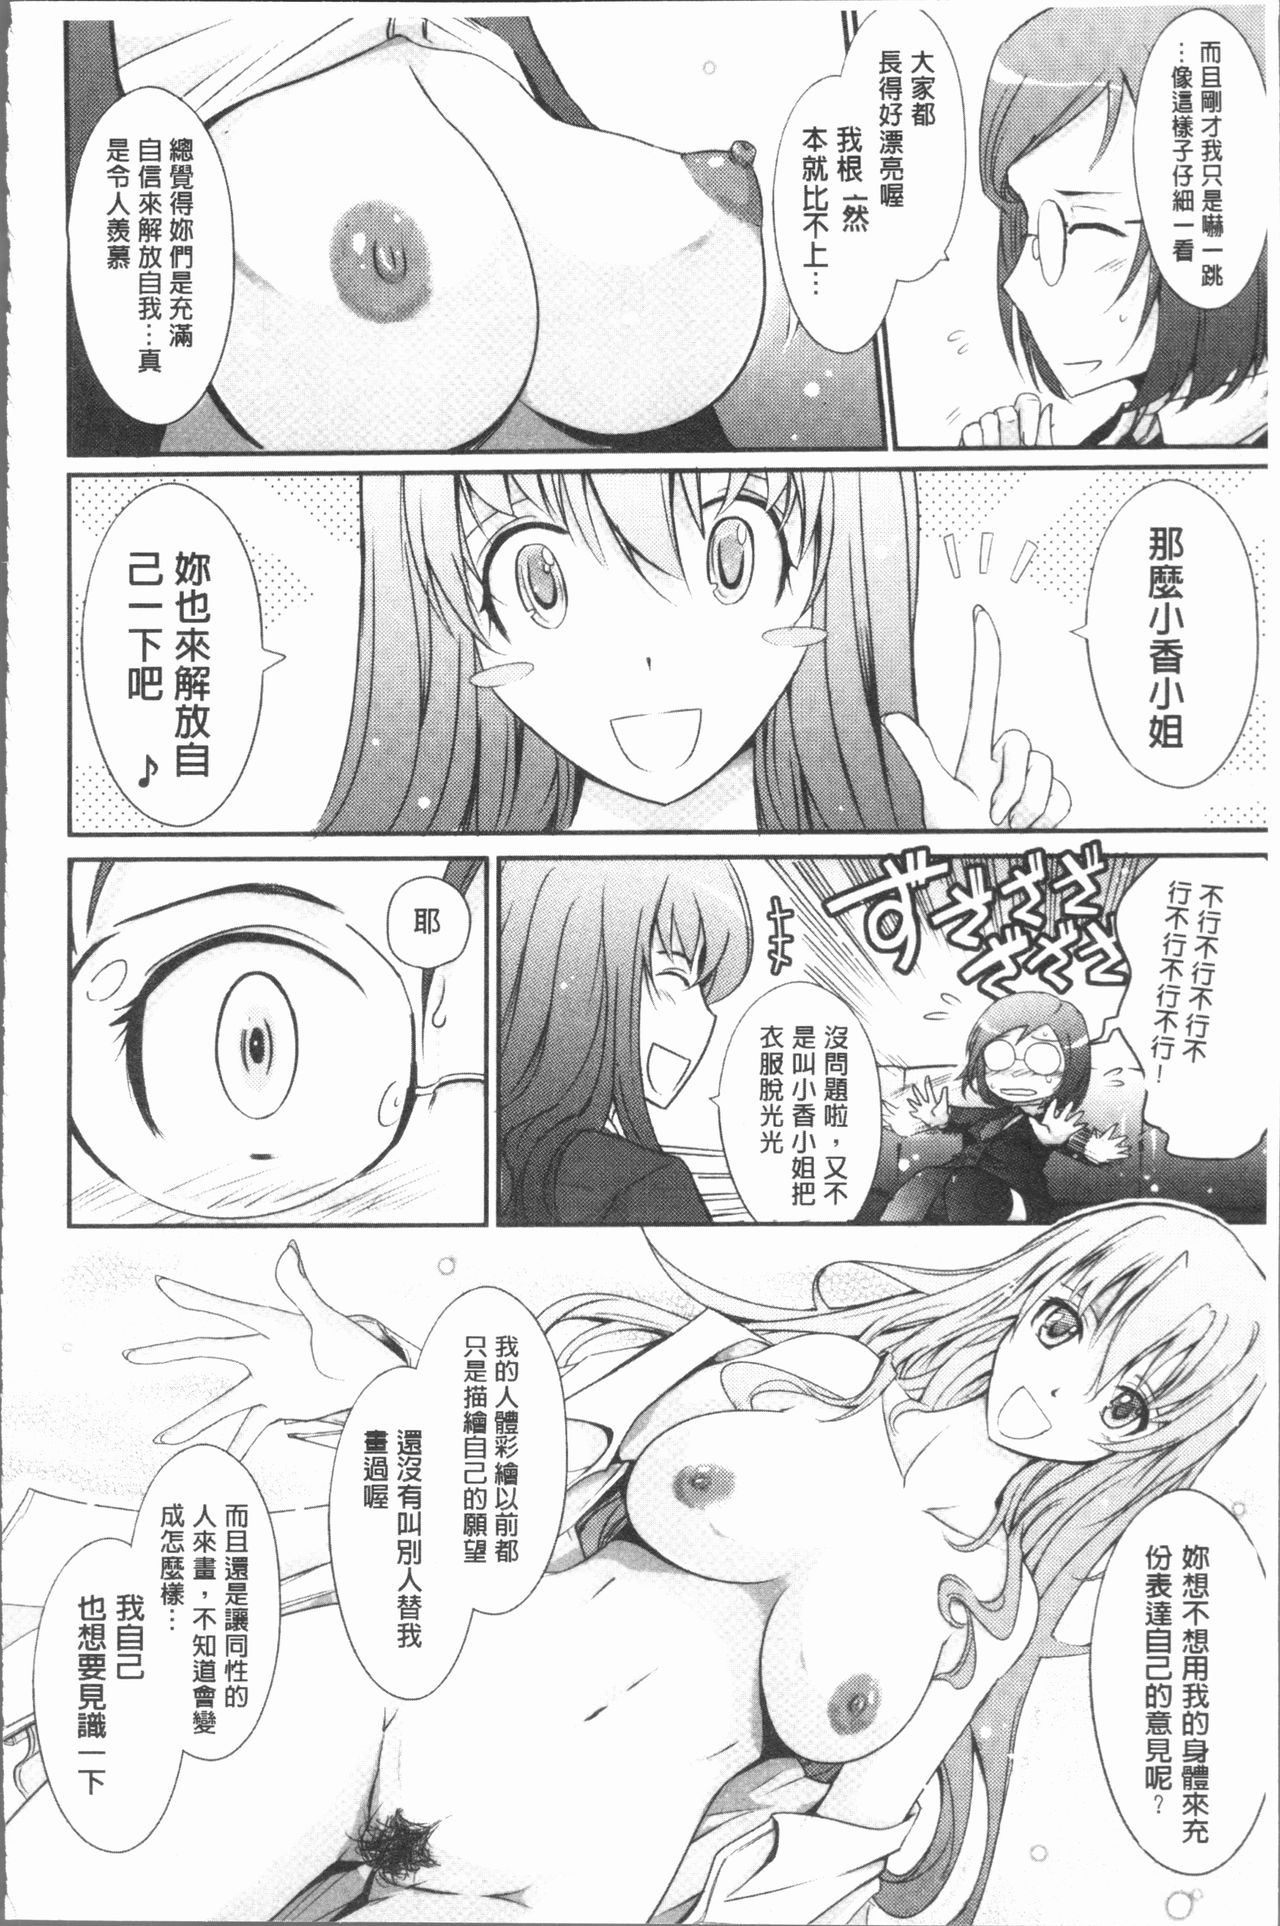 而且剛才我只是嚇一跳
…像這樣子仔細一看
大家都
長得好漂亮喔
我根
本就比不上…
然
總覺得妳們是充滿
自信來解放自我…真
是令人羨慕
那麼小香小姐
妳也來解放自
己一下吧♪
不行不行不行不
行不行不行不行！
ずざざざ
ざざざざ
沒問題啦，又不
是叫小香小姐把
衣服脫光光
耶
妳想不想用我的身體來充
份表達自己的意見呢？
我的人體彩繪以前都
只是描繪自己的願望
還沒有叫別人替我
畫過喔
而且還是讓同性的
人來畫，不知道會變
成怎麼樣…
我自己
也想要見識一下